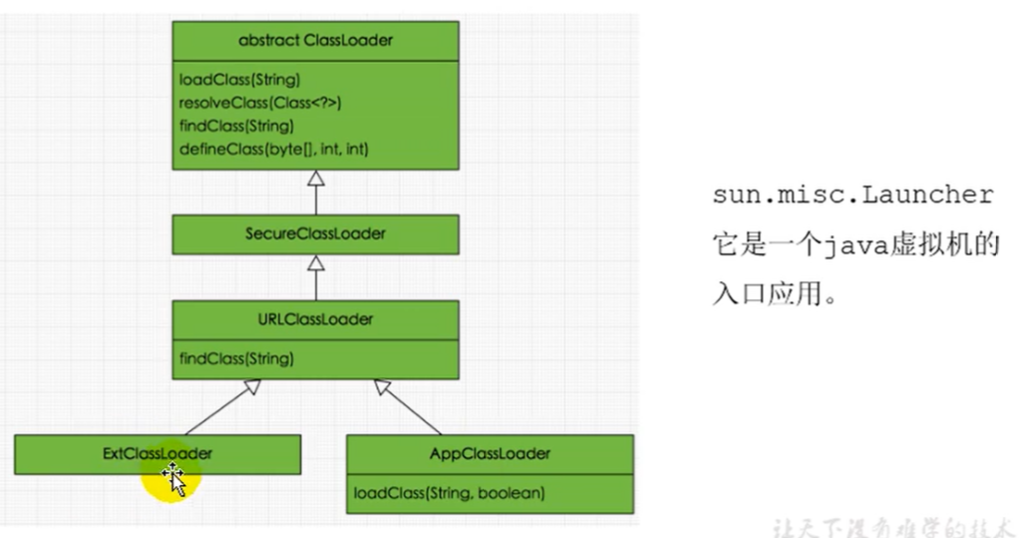 abstract ClassLoader
loadClass(String)
resolveClass(Class<?>)
findClass(String)
defineClass(byte[], int, int)
SecureClassLoader
URLClassLoader
findClass(String)
ExtClassLoader
AppClassLoader
loadClass(String, boolean)
sun.misc.Launcher
它是一个java虚拟机的
入口应用。
让天下没有难学的技术